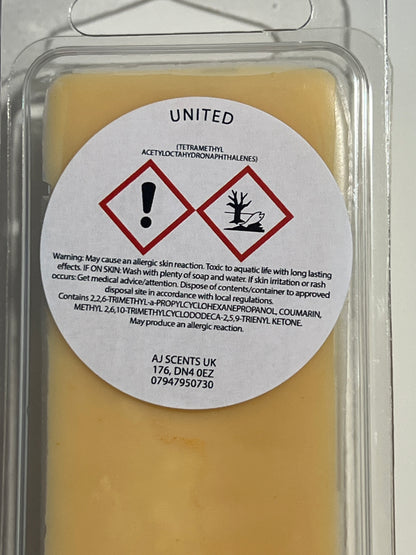 UNITED
(TETRAMETHYL
ACETYLOCTAHYDRONAPHTHALENES)
Warning: May cause an allergic skin reaction. Toxic to aquatic life with long lasting
effects. IF ON SKIN: Wash with plenty of soap and water. If skin irritation or rash
occurs: Get medical advice/attention. Dispose of contents/container to approved
disposal site in accordance with local regulations.
Contains 2,2,6-TRIMETHYL-a-PROPYLCYCLOHEXANEPROPANOL, COUMARIN,
METHYL 2,6,10-TRIMETHYLCYCLODODECA-2,5,9-TRIENYL KETONE.
May produce an allergic reaction.
AJ SCENTS UK
176, DN4 0EZ
07947950730